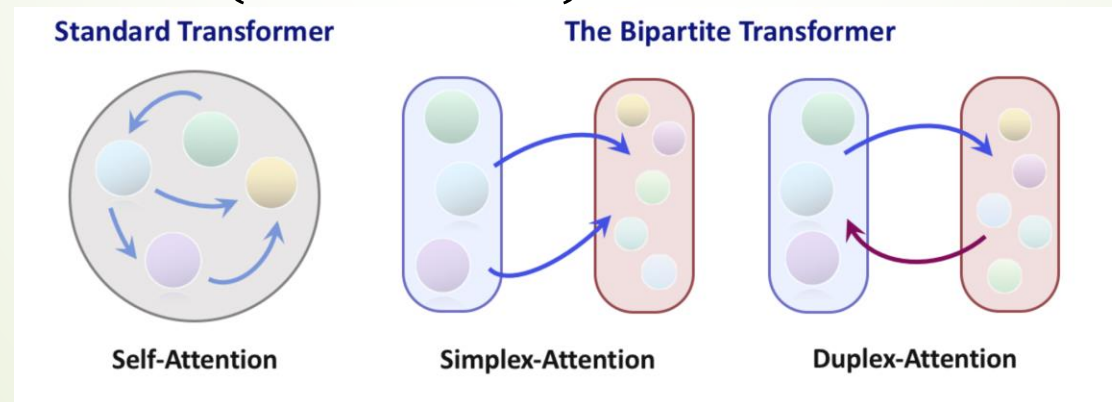 Standard Transformer
The Bipartite Transformer
Self-Attention
Simplex-Attention
Duplex-Attention